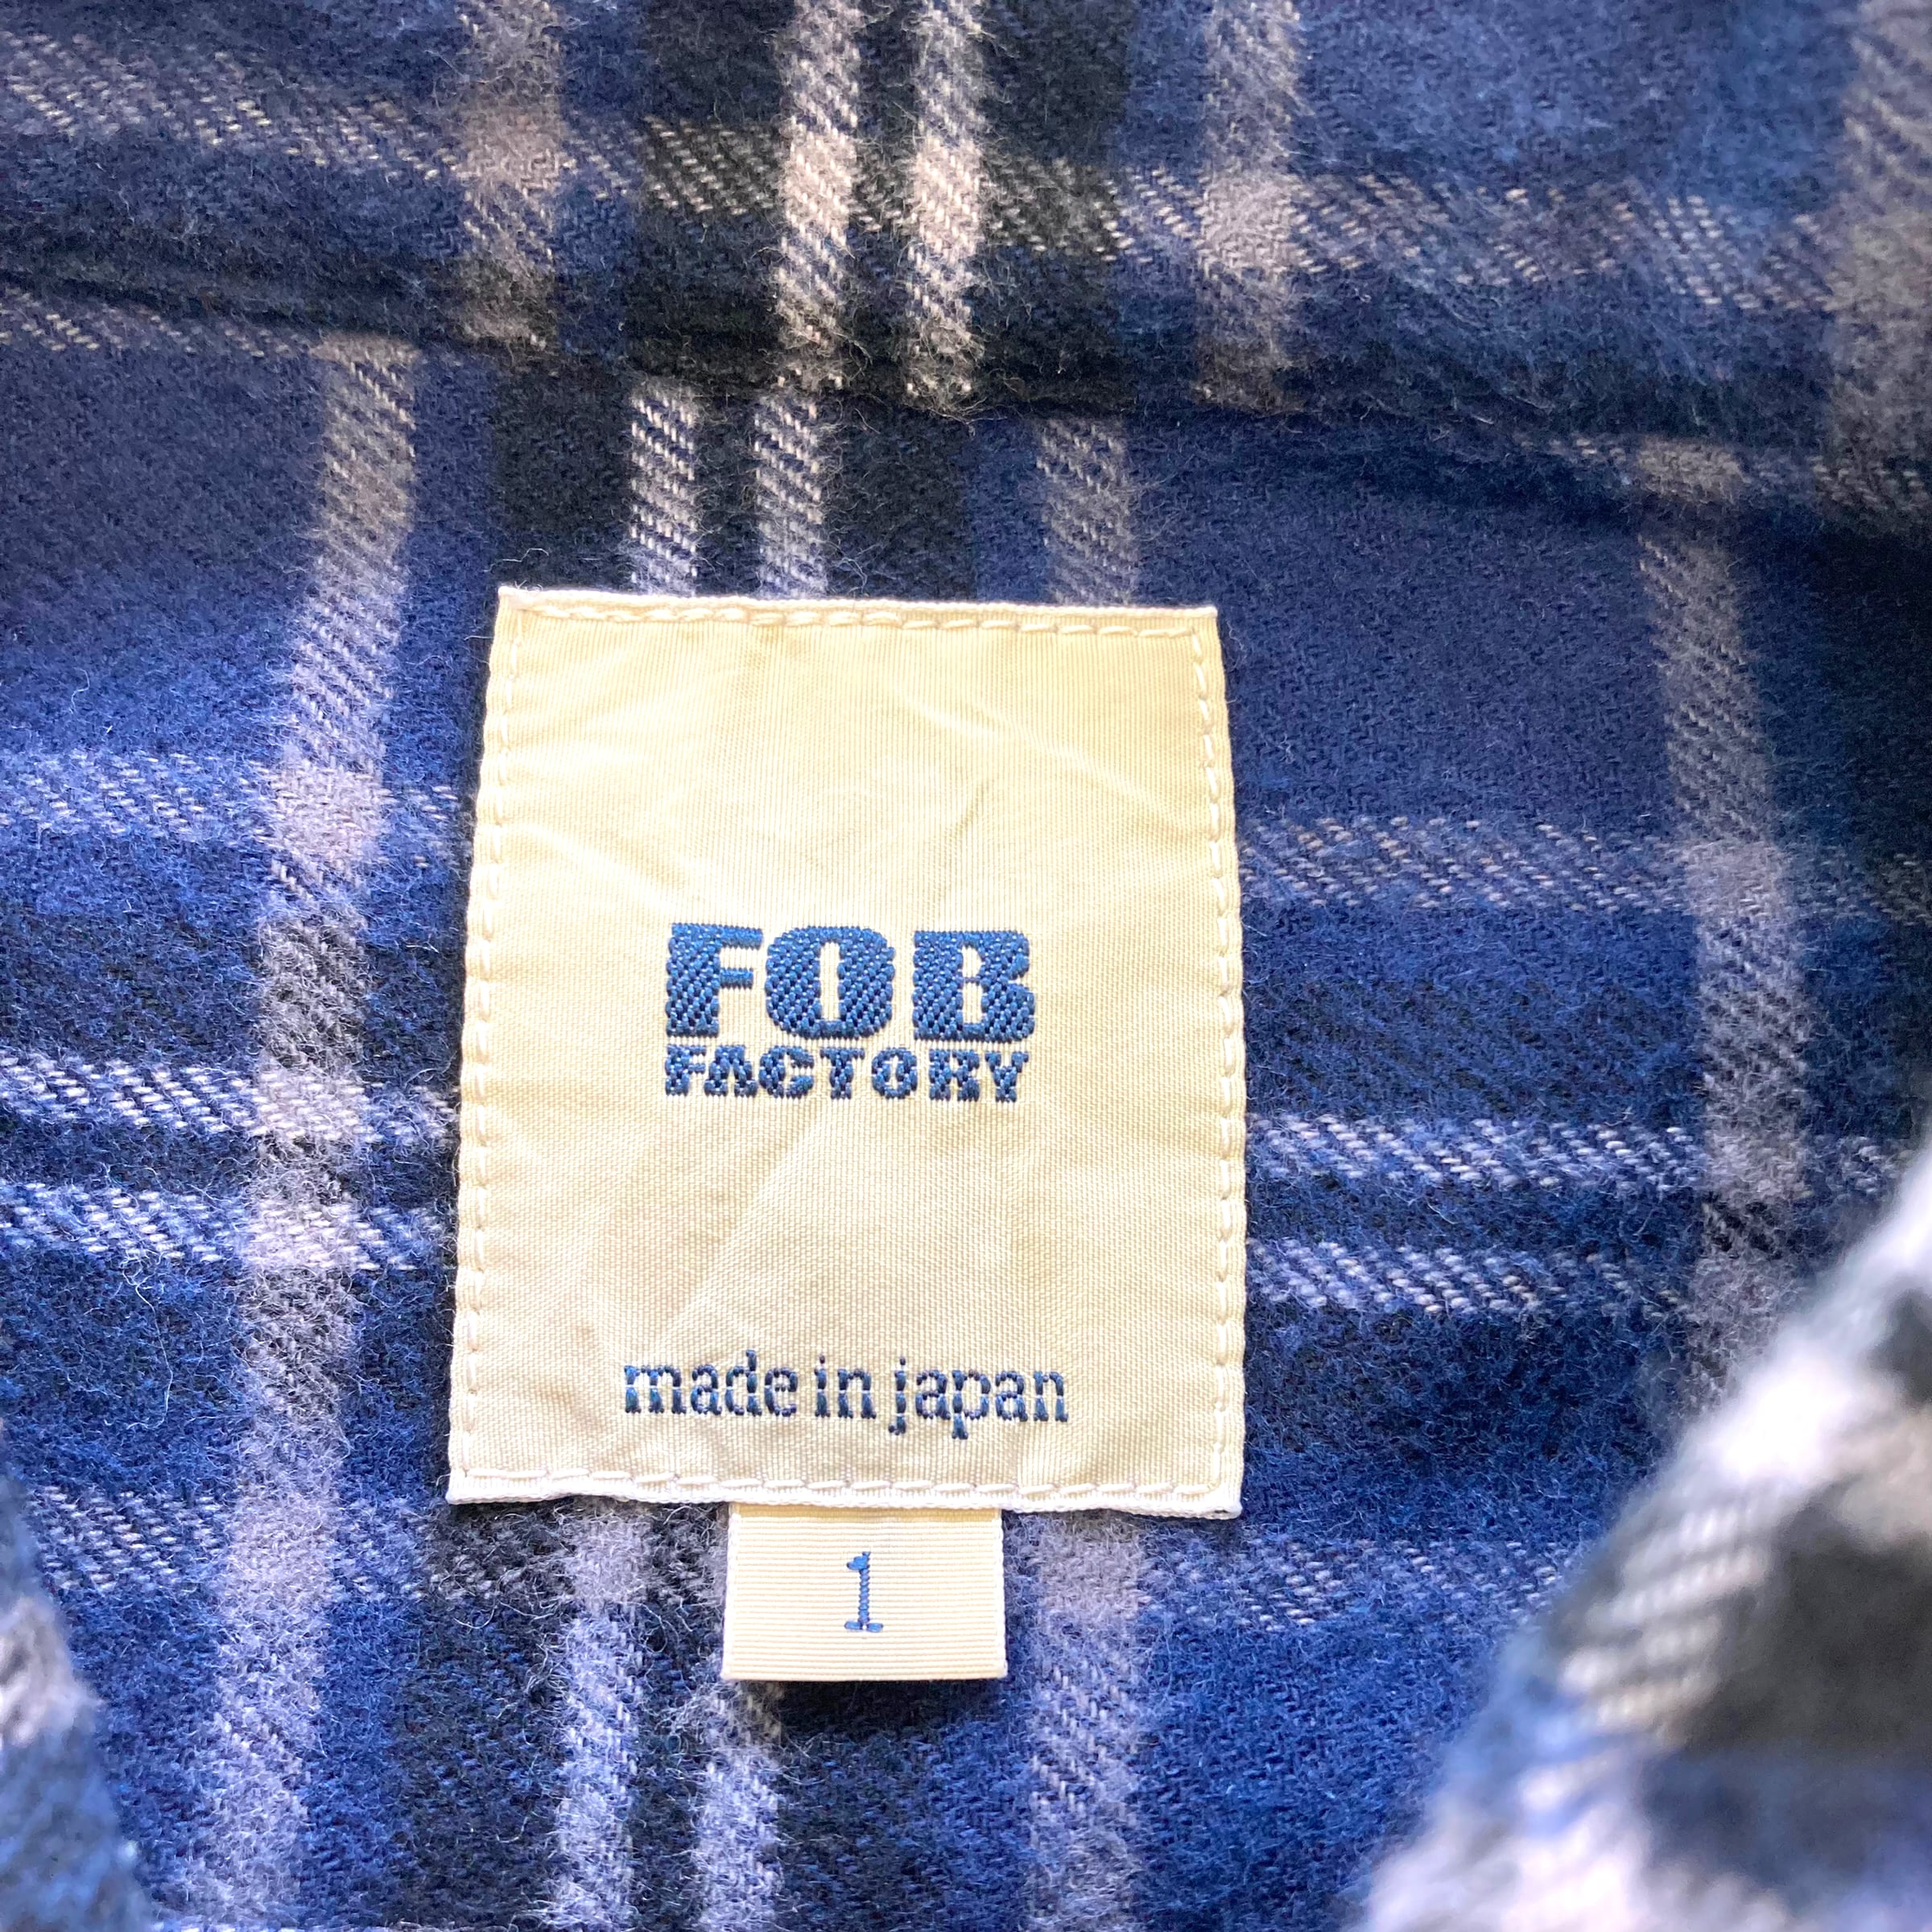 FOB
FACTORY
made in japan
1